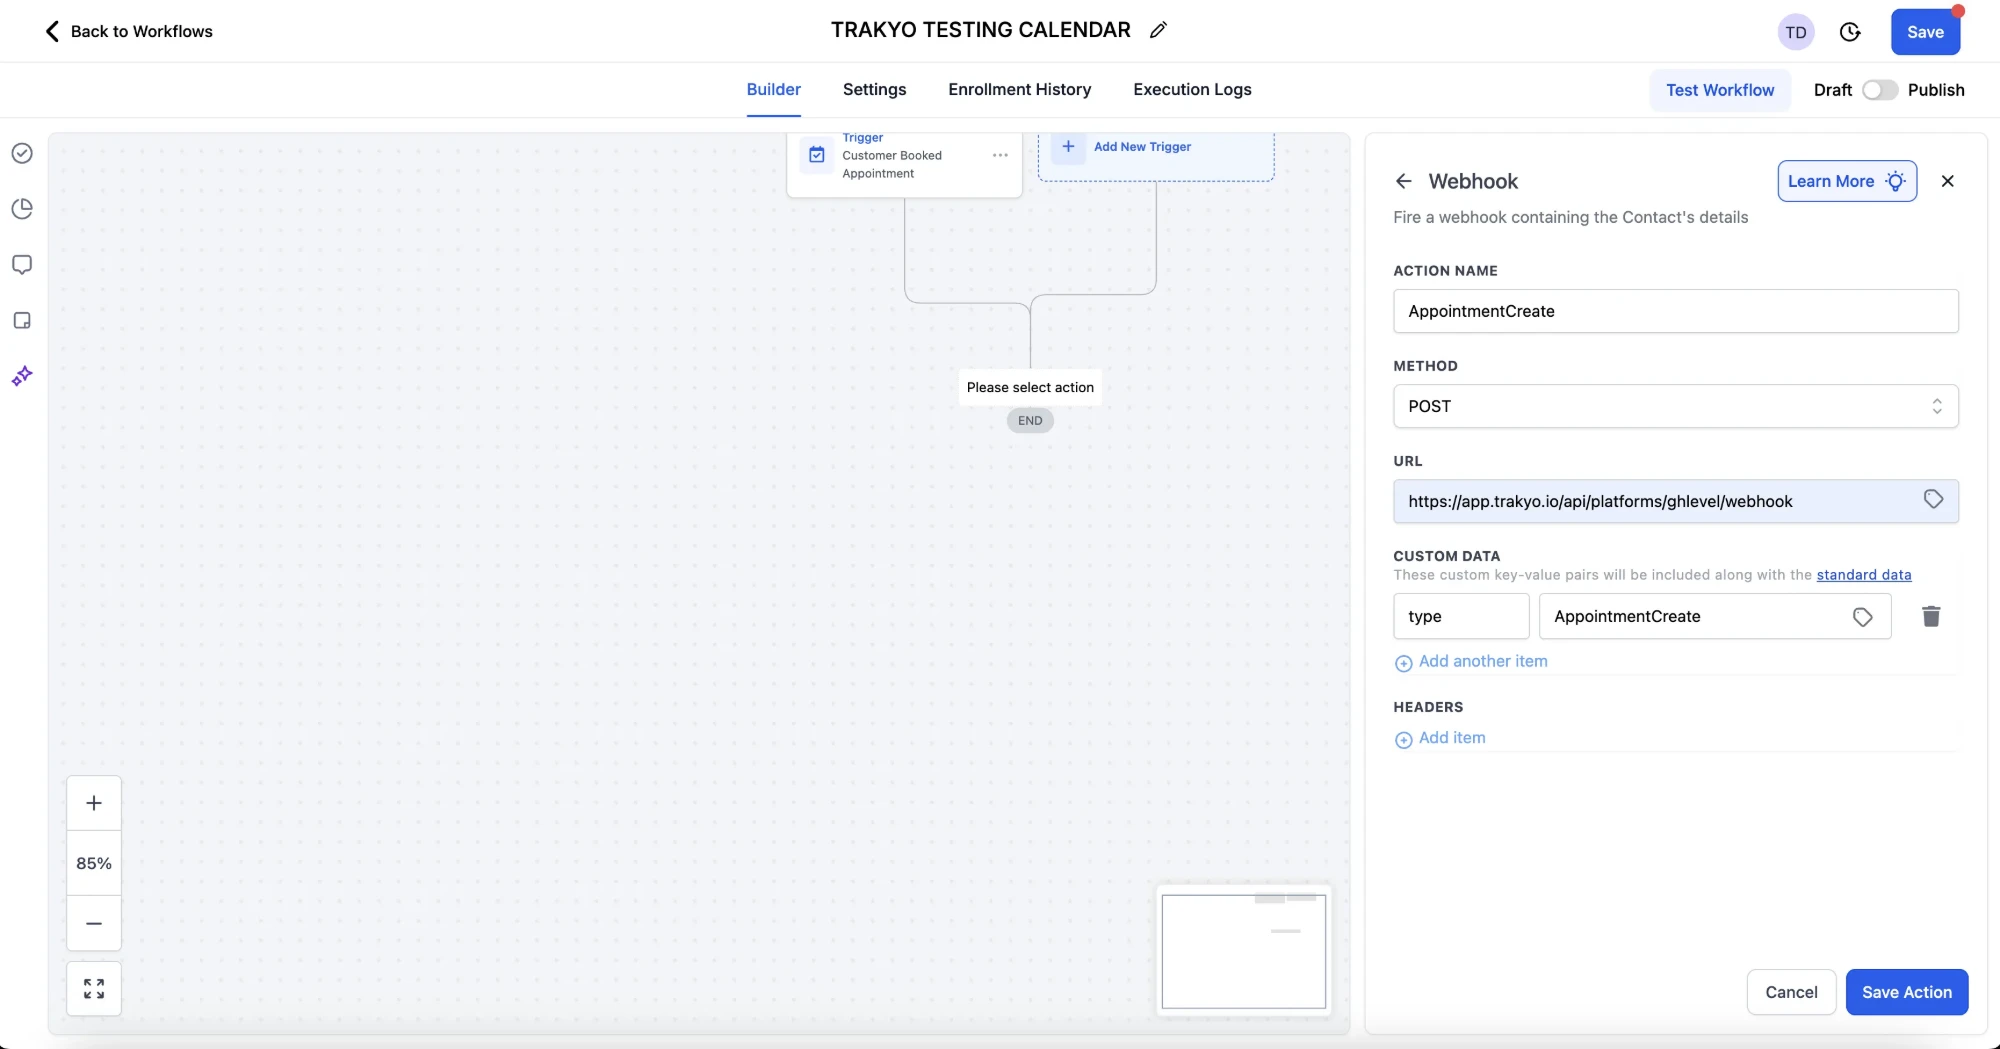 Back to Workflows
TRAKYO TESTING CALENDAR
TD
Save
Builder
Settings
Enrollment History
Execution Logs
Test Workflow
Draft
Publish
Trigger
Customer Booked
Appointment
Add New Trigger
Please select action
END
85%
Webhook
Learn More
Fire a webhook containing the Contact's details
ACTION NAME
AppointmentCreate
METHOD
POST
URL
https://app.trakyo.io/api/platforms/ghlevel/webhook
CUSTOM DATA
These custom key-value pairs will be included along with the standard data
type
AppointmentCreate
Add another item
HEADERS
Add item
Cancel
Save Action